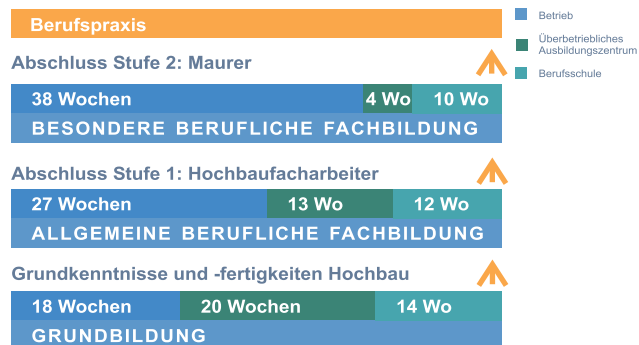 Berufspraxis
Betrieb
Überbetriebliches
Ausbildungszentrum
Berufsschule
Abschluss Stufe 2: Maurer
38 Wochen 4 Wo 10 Wo
BESONDERE BERUFLICHE FACHBILDUNG
Abschluss Stufe 1: Hochbaufacharbeiter
27 Wochen 13 Wo 12 Wo
ALLGEMEINE BERUFLICHE FACHBILDUNG
Grundkenntnisse und -fertigkeiten Hochbau
18 Wochen 20 Wochen 14 Wo
GRUNDBILDUNG